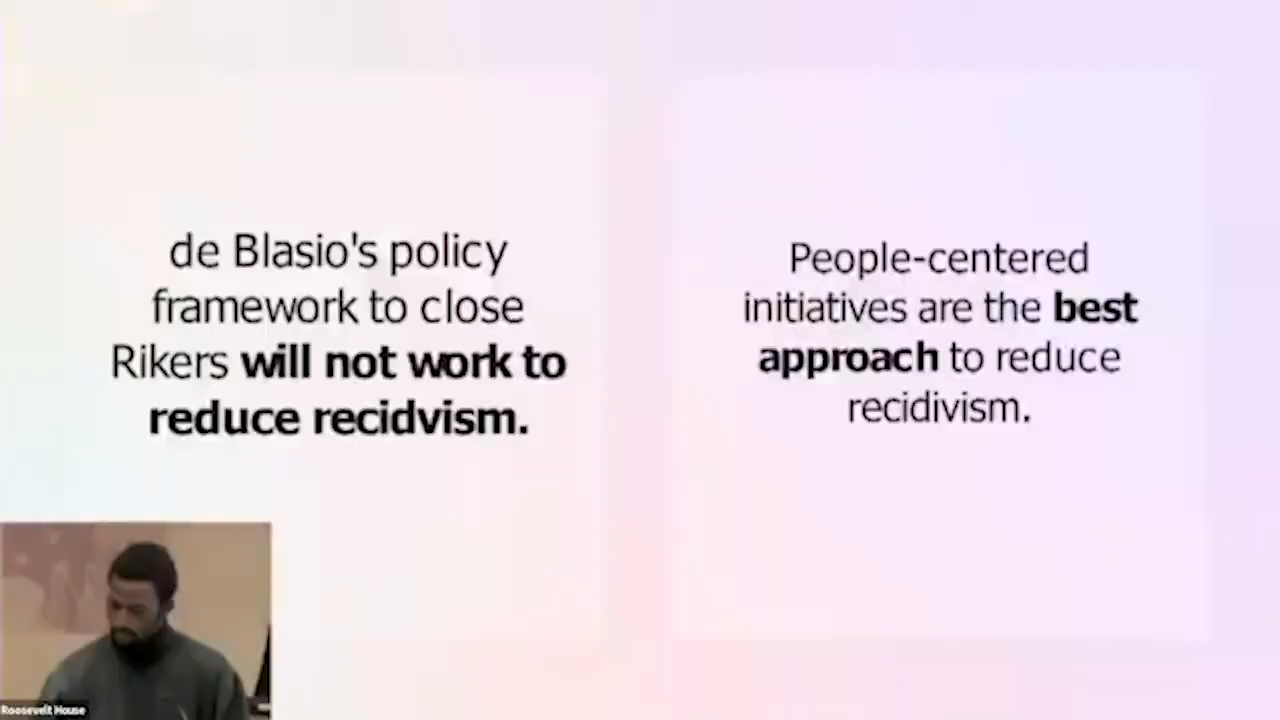 de Blasio's policy
framework to close
Rikers will not work to
reduce recidvism.
People-centered
initiatives are the best
approach to reduce
recidivism.
Roosevelt House